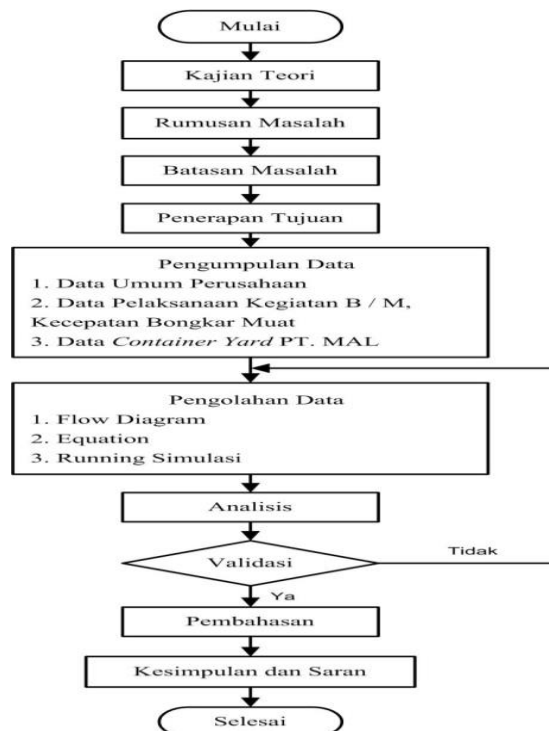 Mulai
Kajian Teori
Rumusan Masalah
Batasan Masalah
Penerapan Tujuan
Pengumpulan Data
1. Data Umum Perusahaan
2. Data Pelaksanaan Kegiatan B / M,
Kecepatan Bongkar Muat
3. Data Container Yard PT. MAL
Pengolahan Data
1. Flow Diagram
2. Equation
3. Running Simulasi
Analisis
Validasi
Tidak
Ya
Pembahasan
Kesimpulan dan Saran
Selesai